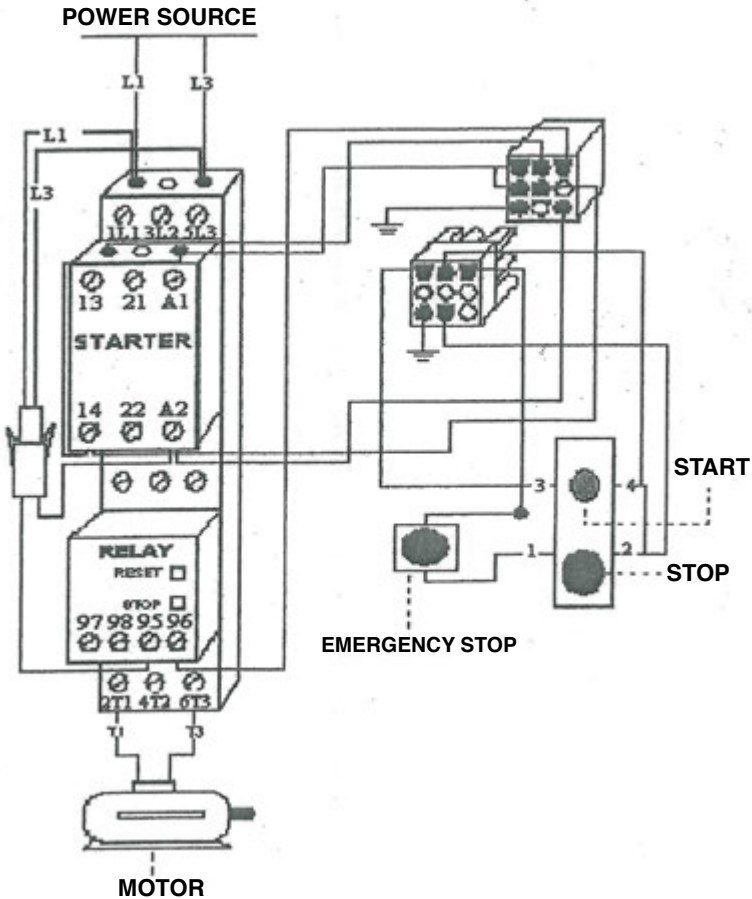 POWER SOURCE
L1 L3
L1
L3
1L1 3L2 5L3
13 21 A1
STARTER
14 22 A2
3 4
START
1 2
STOP
EMERGENCY STOP
RELAY
RESET
STOP
97 98 95 96
2T1 4T2 6T3
T1 T3
MOTOR